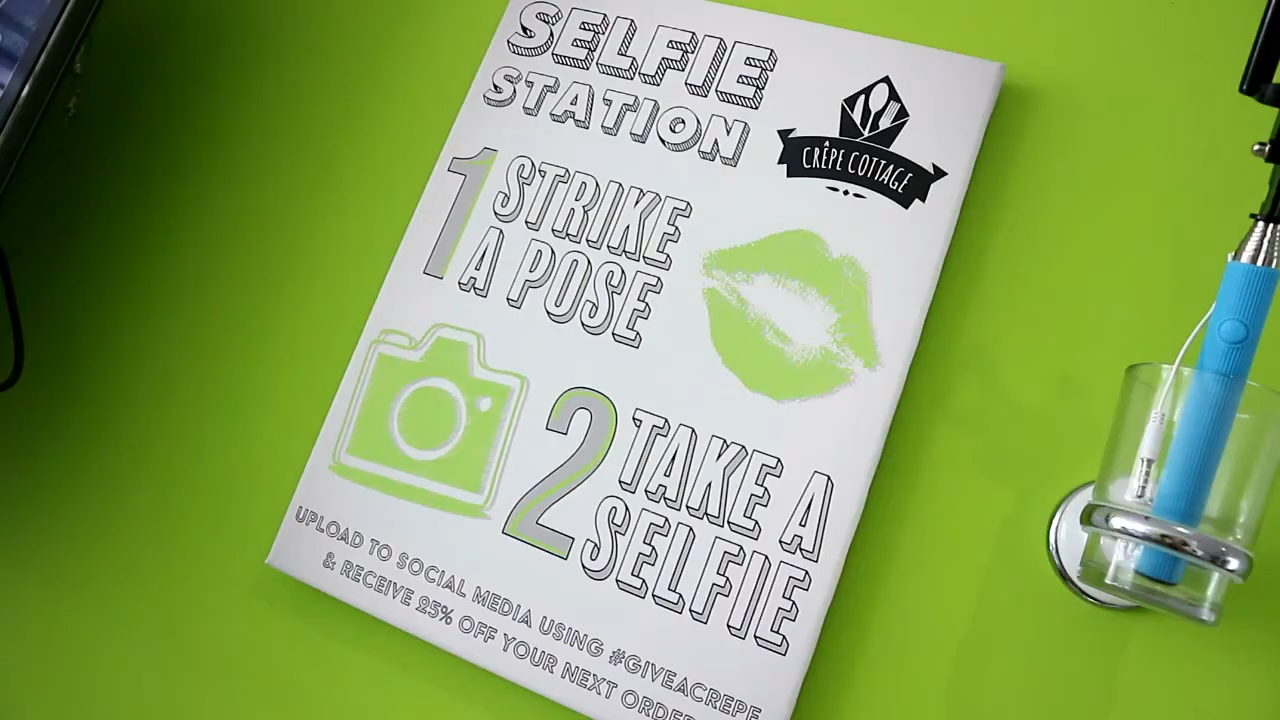 SELFIE
STATION
CRÊPE COTTAGE
1 STRIKE
A POSE
2 TAKE A
SELFIE
UPLOAD TO SOCIAL MEDIA USING #GIVEACREPE
& RECEIVE 25% OFF YOUR NEXT ORDER